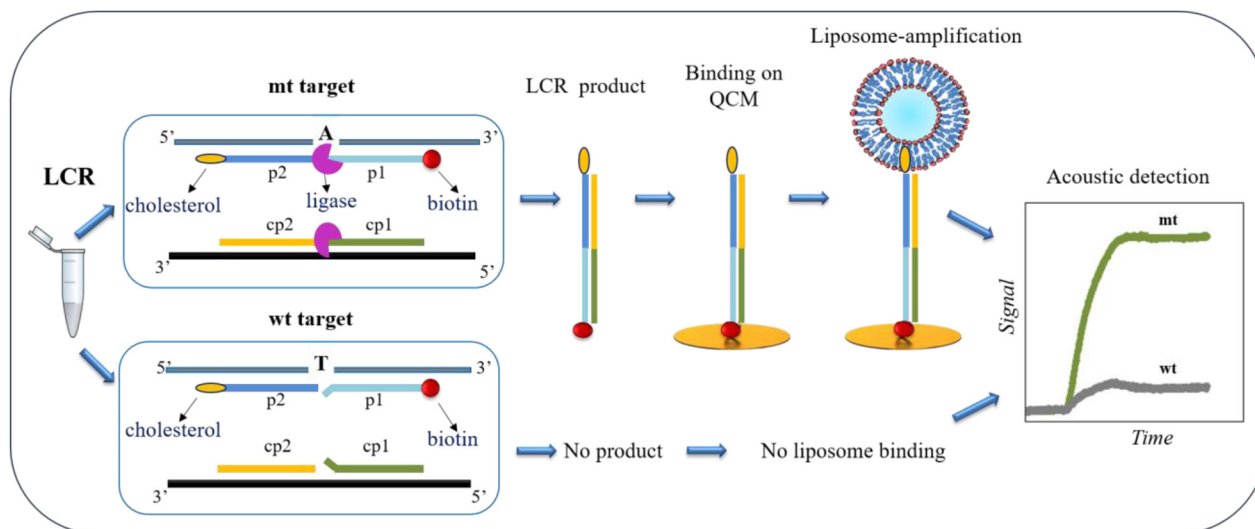 LCR
mt target
5’
A
3’
p2
p1
cholesterol
ligase
biotin
cp2
cp1
3’
5’
wt target
5’
T
3’
p2
p1
cholesterol
biotin
cp2
cp1
3’
5’
LCR product
Binding on
QCM
Liposome-amplification
No product
No liposome binding
Acoustic detection
Signal
mt
wt
Time